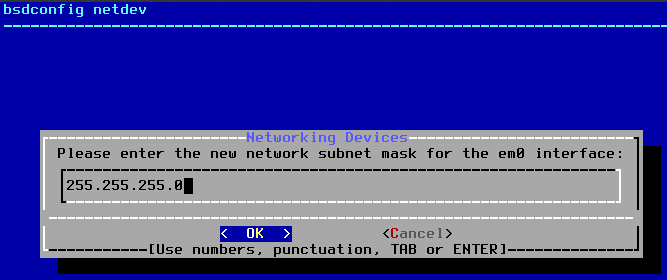 bsdconfig netdev
Networking Devices
Please enter the new network subnet mask for the em0 interface:
255.255.255.0
< OK > <Cancel>
[Use numbers, punctuation, TAB or ENTER]